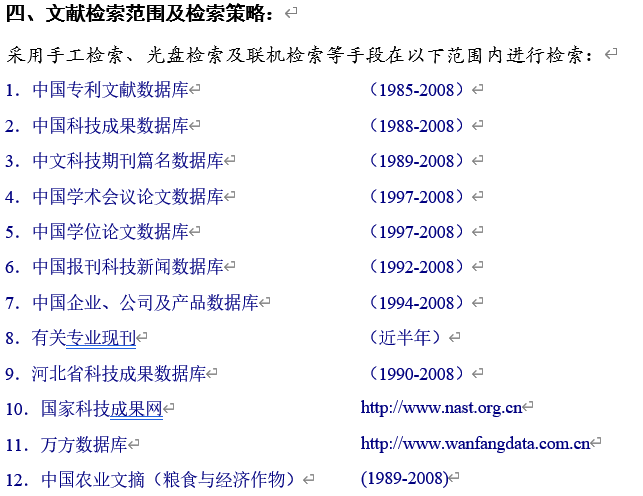 四、文献检索范围及检索策略：
采用手工检索、光盘检索及联机检索等手段在以下范围内进行检索：
1．中国专利文献数据库 （1985-2008）
2．中国科技成果数据库 （1988-2008）
3．中文科技期刊篇名数据库 （1989-2008）
4．中国学术会议论文数据库 （1997-2008）
5．中国学位论文数据库 （1997-2008）
6．中国报刊科技新闻数据库 （1992-2008）
7．中国企业、公司及产品数据库 （1994-2008）
8．有关专业现刊 （近半年）
9．河北省科技成果数据库 （1990-2008）
10．国家科技成果网 http://www.nast.org.cn
11．万方数据库 http://www.wanfangdata.com.cn
12．中国农业文摘（粮食与经济作物） (1989-2008)